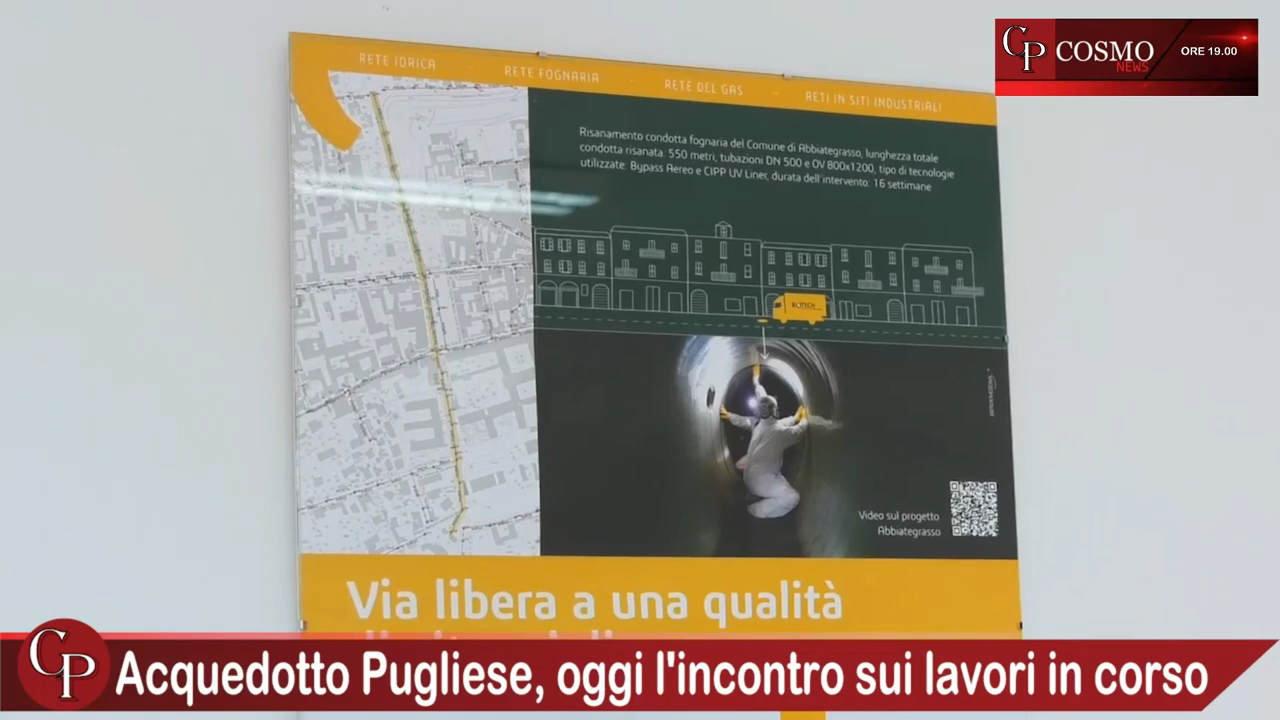 CP COSMO NEWS ORE 19.00
RETE IDRICA RETE FOGNARIA RETE DEL GAS RETI IN SITI INDUSTRIALI
Risanamento condotta fognaria del Comune di Abbiategrasso, lunghezza totale
condotta risanata: 550 metri, tubazioni DN 500 e OV 800x1200, tipo di tecnologie
utilizzate: Bypass Aereo e CIPP UV Liner, durata dell'intervento: 16 settimane
Video sul progetto
Abbiategrasso
Via libera a una qualità
CP Acquedotto Pugliese, oggi l'incontro sui lavori in corso